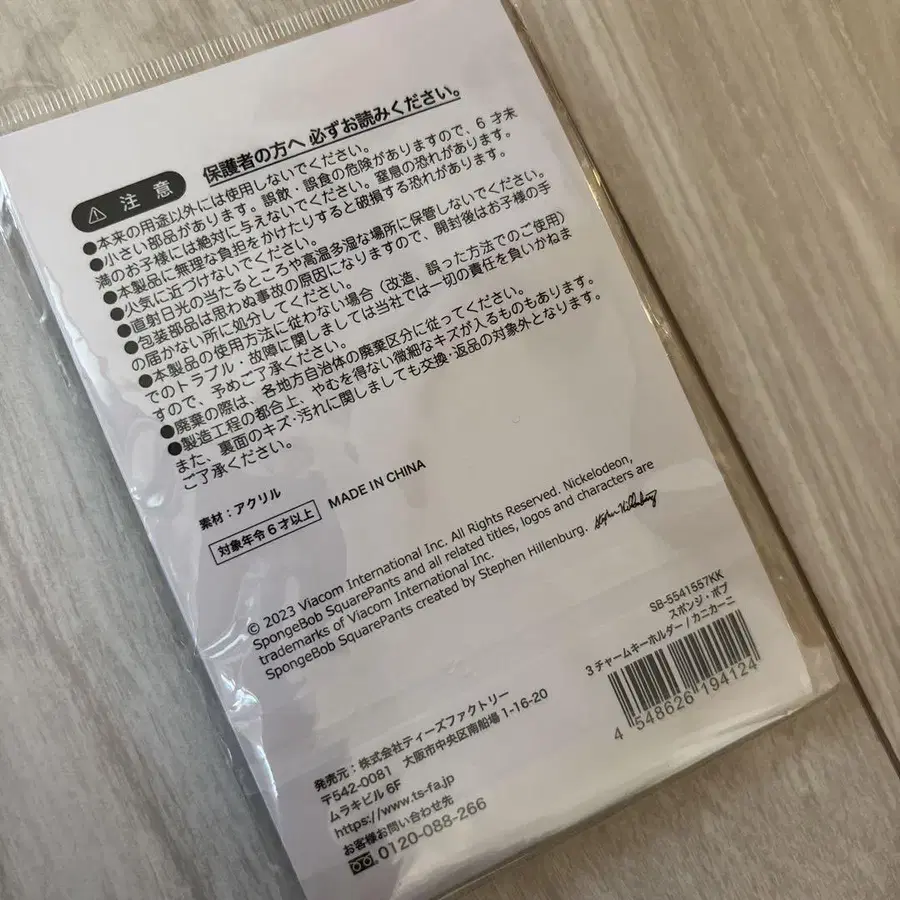 ⚠ 注意
保護者の方へ 必ずお読みください。
●本来の用途以外には使用しないでください。
●小さい部品があります。誤飲・誤食の危険がありますので、6 才未
満のお子様には絶対に与えないでください。窒息の恐れがあります。
●本製品に無理な負担をかけたりすると破損する恐れがあります。
●火気に近づけないでください。
●直射日光の当たるところや高温多湿な場所に保管しないでください。
●包装部品は思わぬ事故の原因になりますので、開封後はお子様の手
の届かない所に処分してください。
●本製品の使用方法に従わない場合（改造、誤った方法でのご使用）
でのトラブル・故障に関しましては当社では一切の責任を負いかねま
すので、予めご了承ください。
●廃棄の際は、各地方自治体の廃棄区分に従ってください。
●製造工程の都合上、やむを得ない微細なキズが入るものもあります。
また、裏面のキズ・汚れに関しましても交換・返品の対象外となります。
ご了承ください。
素材：アクリル
対象年令６才以上 MADE IN CHINA
© 2023 Viacom International Inc. All Rights Reserved. Nickelodeon,
SpongeBob SquarePants and all related titles, logos and characters are
trademarks of Viacom International Inc.
SpongeBob SquarePants created by Stephen Hillenburg. Stephen Hillenburg
SB-5541557KK
スポンジ・ボブ
3 チャームキーホルダー / カニカーニ
4 548626 194124
発売元：株式会社ティーズファクトリー
〒542-0081 大阪市中央区南船場 1-16-20
ムラキビル 6F
https://www.ts-fa.jp
お客様お問い合わせ先
0120-088-266